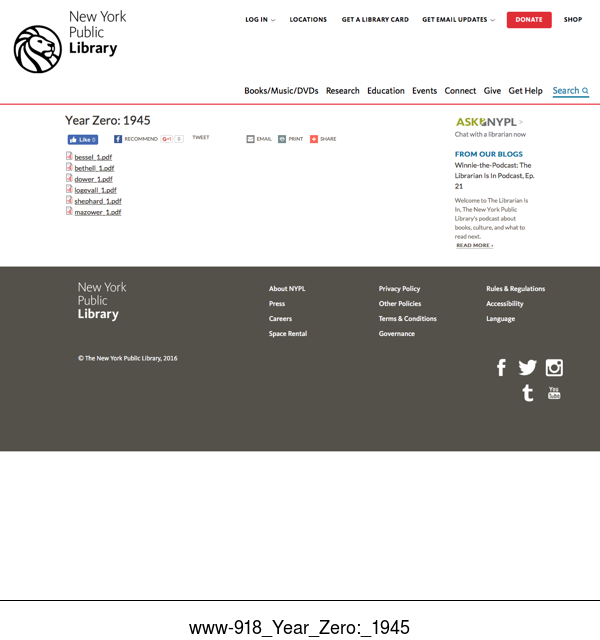 New York
Public
Library
LOG IN
LOCATIONS
GET A LIBRARY CARD
GET EMAIL UPDATES
DONATE
SHOP
Books/Music/DVDs
Research
Education
Events
Connect
Give
Get Help
Search
Year Zero: 1945
Like 0
RECOMMEND
G+1 0
TWEET
EMAIL
PRINT
SHARE
bessel_1.pdf
bethell_1.pdf
dower_1.pdf
logevall_1.pdf
shephard_1.pdf
mazower_1.pdf
ASK NYPL >
Chat with a librarian now
FROM OUR BLOGS
Winnie-the-Podcast: The
Librarian Is In Podcast, Ep.
21
Welcome to The Librarian Is
In, The New York Public
Library's podcast about
books, culture, and what to
read next.
READ MORE ›
New York
Public
Library
About NYPL
Press
Careers
Space Rental
Privacy Policy
Other Policies
Terms & Conditions
Governance
Rules & Regulations
Accessibility
Language
© The New York Public Library, 2016
You
Tube
www-918_Year_Zero:_1945